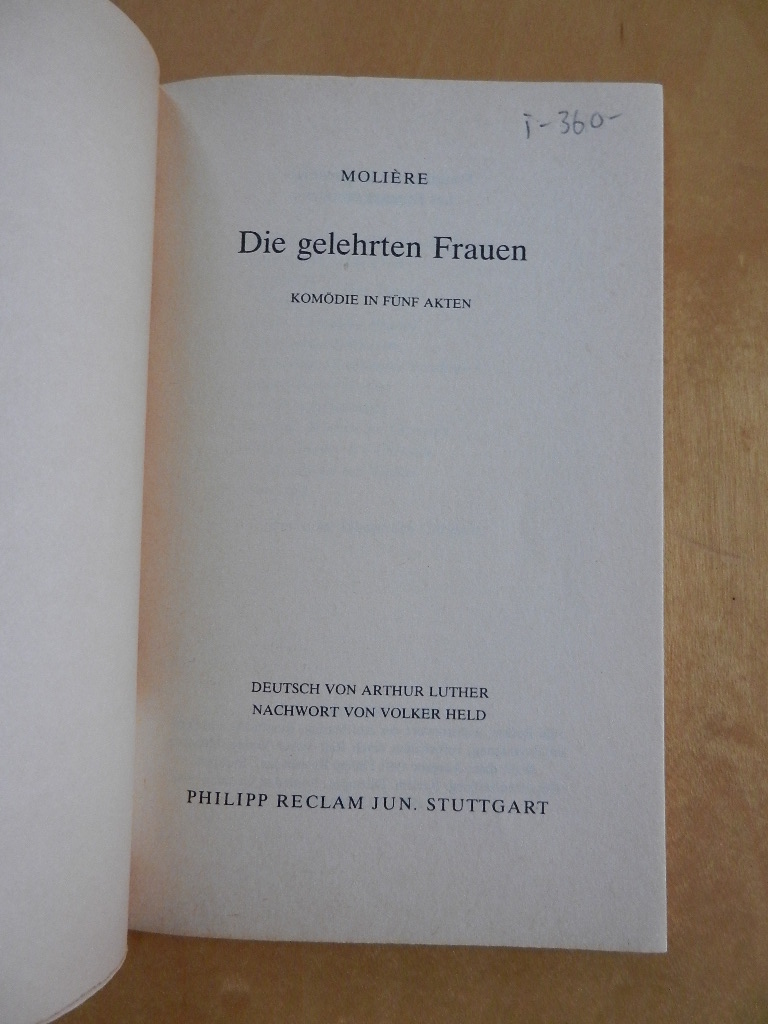 ī-360-
MOLIÈRE
Die gelehrten Frauen
KOMÖDIE IN FÜNF AKTEN
DEUTSCH VON ARTHUR LUTHER
NACHWORT VON VOLKER HELD
PHILIPP RECLAM JUN. STUTTGART